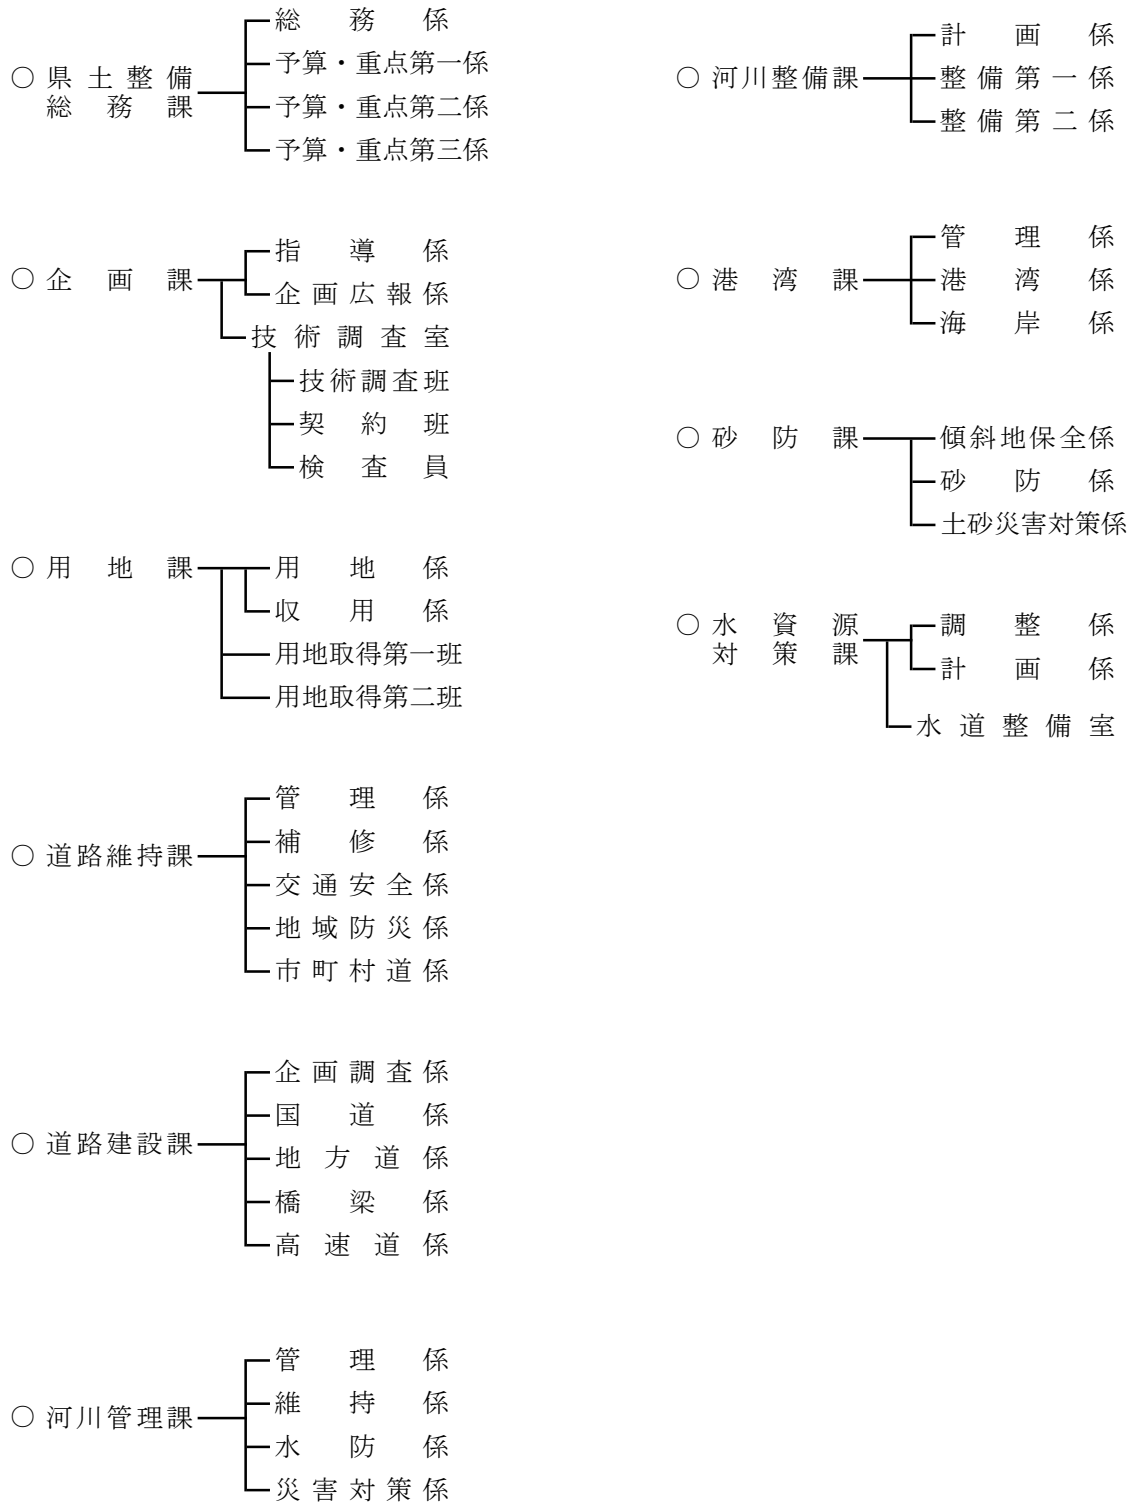 ○ 県土整備総務課
総務係
予算・重点第一係
予算・重点第二係
予算・重点第三係
○ 企画課
指導係
企画広報係
技術調査室
技術調査班
契約班
検査員
○ 用地課
用地係
収用係
用地取得第一班
用地取得第二班
○ 道路維持課
管理係
補修係
交通安全係
地域防災係
市町村道係
○ 道路建設課
企画調査係
国道係
地方道係
橋梁係
高速道係
○ 河川管理課
管理係
維持係
水防係
災害対策係
○ 河川整備課
計画係
整備第一係
整備第二係
○ 港湾課
管理係
港湾係
海岸係
○ 砂防課
傾斜地保全係
砂防係
土砂災害対策係
○ 水資源対策課
調整係
計画係
水道整備室